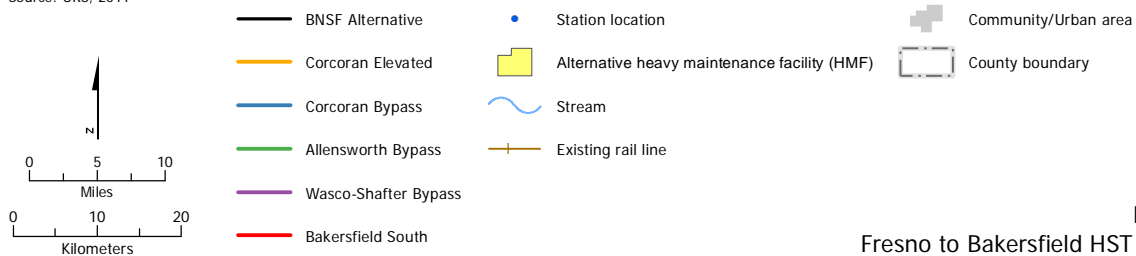 BNSF Alternative
Corcoran Elevated
Corcoran Bypass
Allensworth Bypass
Wasco-Shafter Bypass
Bakersfield South
Station location
Alternative heavy maintenance facility (HMF)
Stream
Existing rail line
Community/Urban area
County boundary
N
0 5 10
Miles
0 10 20
Kilometers
Fresno to Bakersfield HST